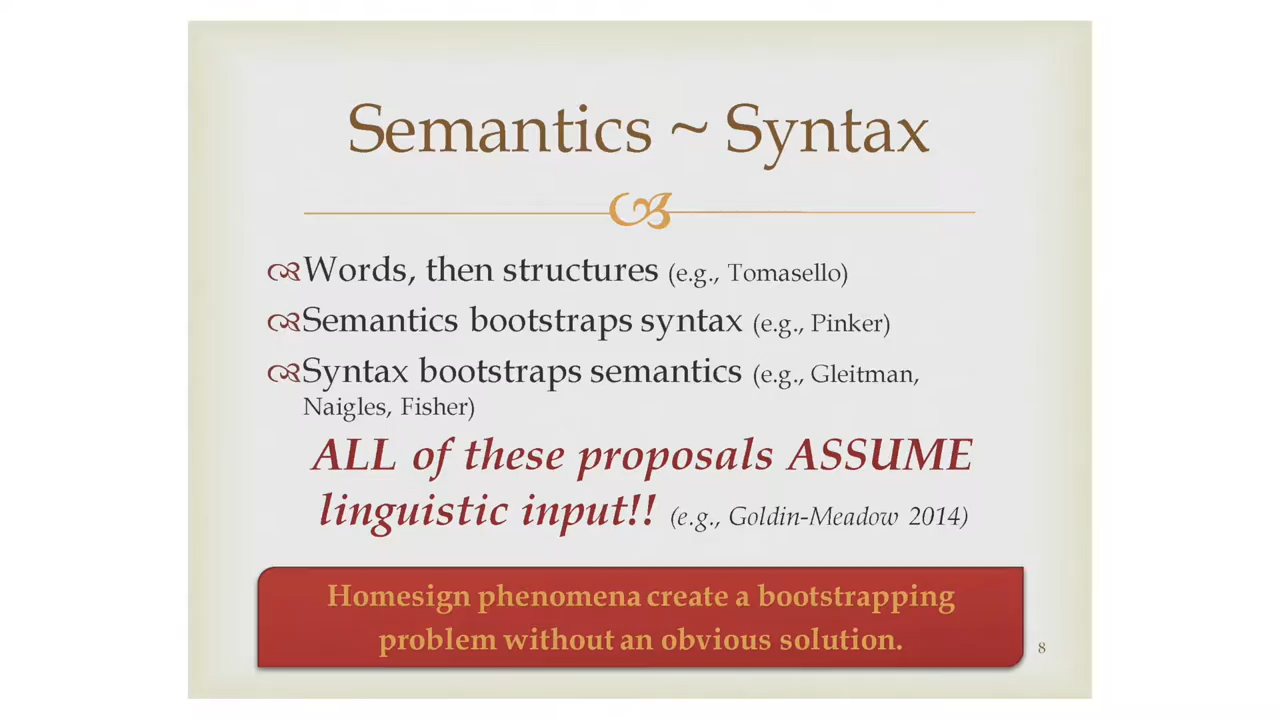 Semantics ~ Syntax
Words, then structures (e.g., Tomasello)
Semantics bootstraps syntax (e.g., Pinker)
Syntax bootstraps semantics (e.g., Gleitman,
Naigles, Fisher)
ALL of these proposals ASSUME
linguistic input!! (e.g., Goldin-Meadow 2014)
Homesign phenomena create a bootstrapping
problem without an obvious solution.
8